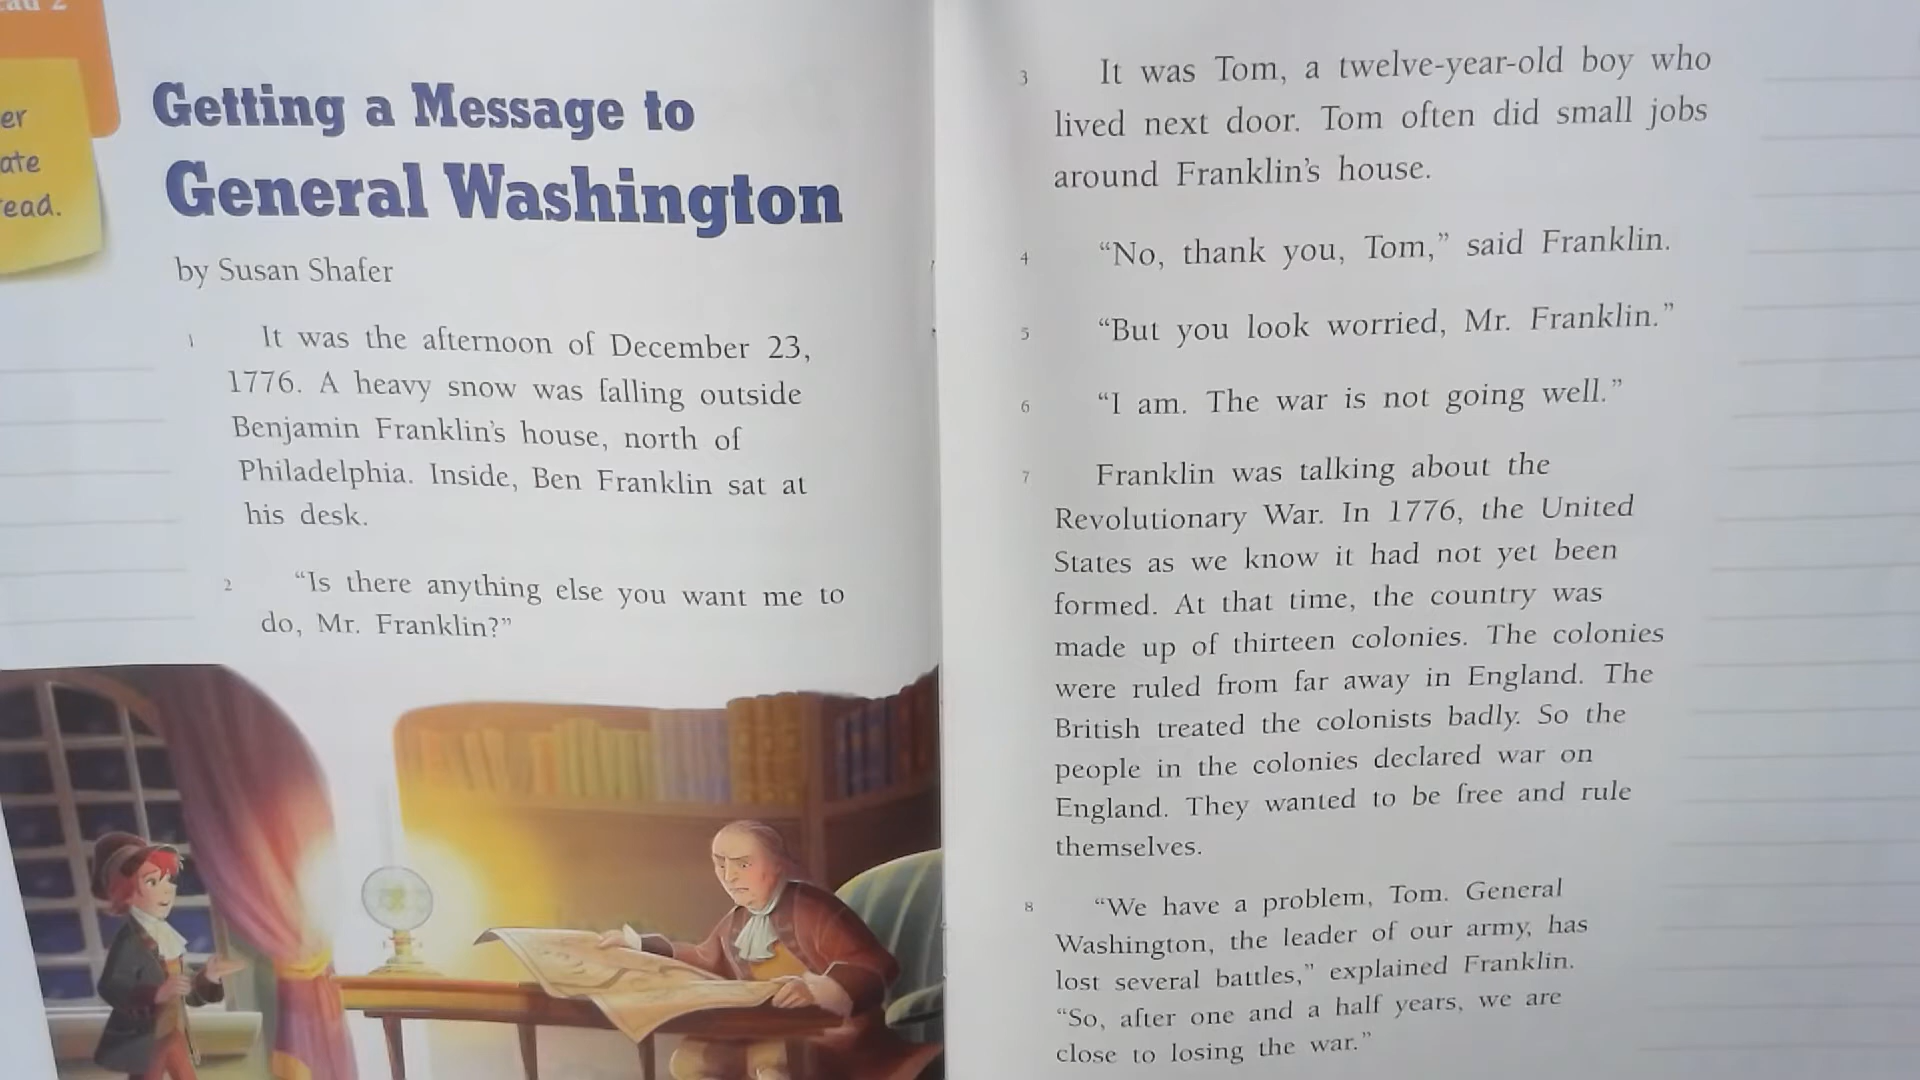 er
ate
ead.
Getting a Message to
General Washington
by Susan Shafer
1 It was the afternoon of December 23,
1776. A heavy snow was falling outside
Benjamin Franklin's house, north of
Philadelphia. Inside, Ben Franklin sat at
his desk.
2 “Is there anything else you want me to
do, Mr. Franklin?”
3 It was Tom, a twelve-year-old boy who
lived next door. Tom often did small jobs
around Franklin's house.
4 “No, thank you, Tom,” said Franklin.
5 “But you look worried, Mr. Franklin.”
6 “I am. The war is not going well.”
7 Franklin was talking about the
Revolutionary War. In 1776, the United
States as we know it had not yet been
formed. At that time, the country was
made up of thirteen colonies. The colonies
were ruled from far away in England. The
British treated the colonists badly. So the
people in the colonies declared war on
England. They wanted to be free and rule
themselves.
8 “We have a problem, Tom. General
Washington, the leader of our army, has
lost several battles,” explained Franklin.
“So, after one and a half years, we are
close to losing the war.”